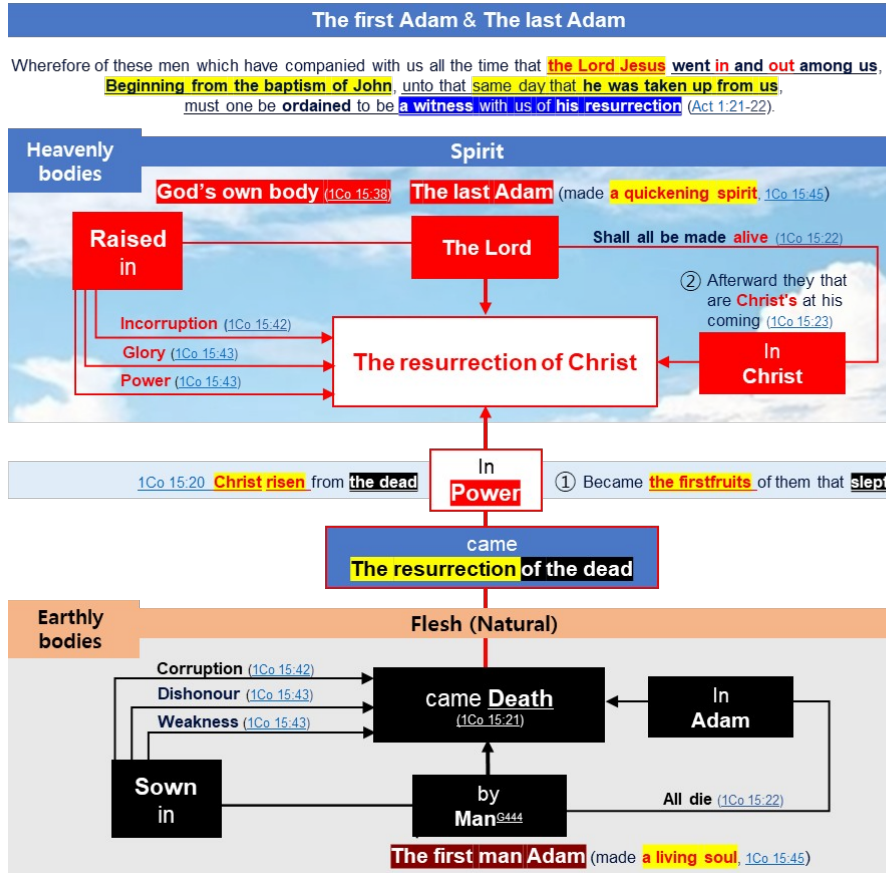 The first Adam & The last Adam
Wherefore of these men which have companied with us all the time that the Lord Jesus went in and out among us,
Beginning from the baptism of John, unto that same day that he was taken up from us,
must one be ordained to be a witness with us of his resurrection (Act 1:21-22).
Heavenly
bodies
Spirit
God's own body (1Co 15:38)
The last Adam (made a quickening spirit, 1Co 15:45)
Raised
in
The Lord
Shall all be made alive (1Co 15:22)
② Afterward they that
are Christ's at his
coming (1Co 15:23)
Incorruption (1Co 15:42)
Glory (1Co 15:43)
Power (1Co 15:43)
The resurrection of Christ
In
Christ
1Co 15:20 Christ risen from the dead
In
Power
① Became the firstfruits of them that slept
came
The resurrection of the dead
Earthly
bodies
Flesh (Natural)
Corruption (1Co 15:42)
Dishonour (1Co 15:43)
Weakness (1Co 15:43)
came Death
(1Co 15:21)
In
Adam
Sown
in
by
Man G444
All die (1Co 15:22)
The first man Adam (made a living soul, 1Co 15:45)